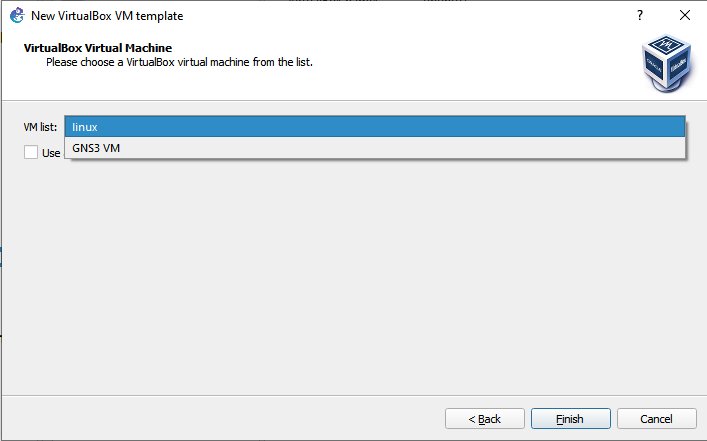 New VirtualBox VM template
VirtualBox Virtual Machine
Please choose a VirtualBox virtual machine from the list.
VM list:
linux
Use
GNS3 VM
< Back
Finish
Cancel